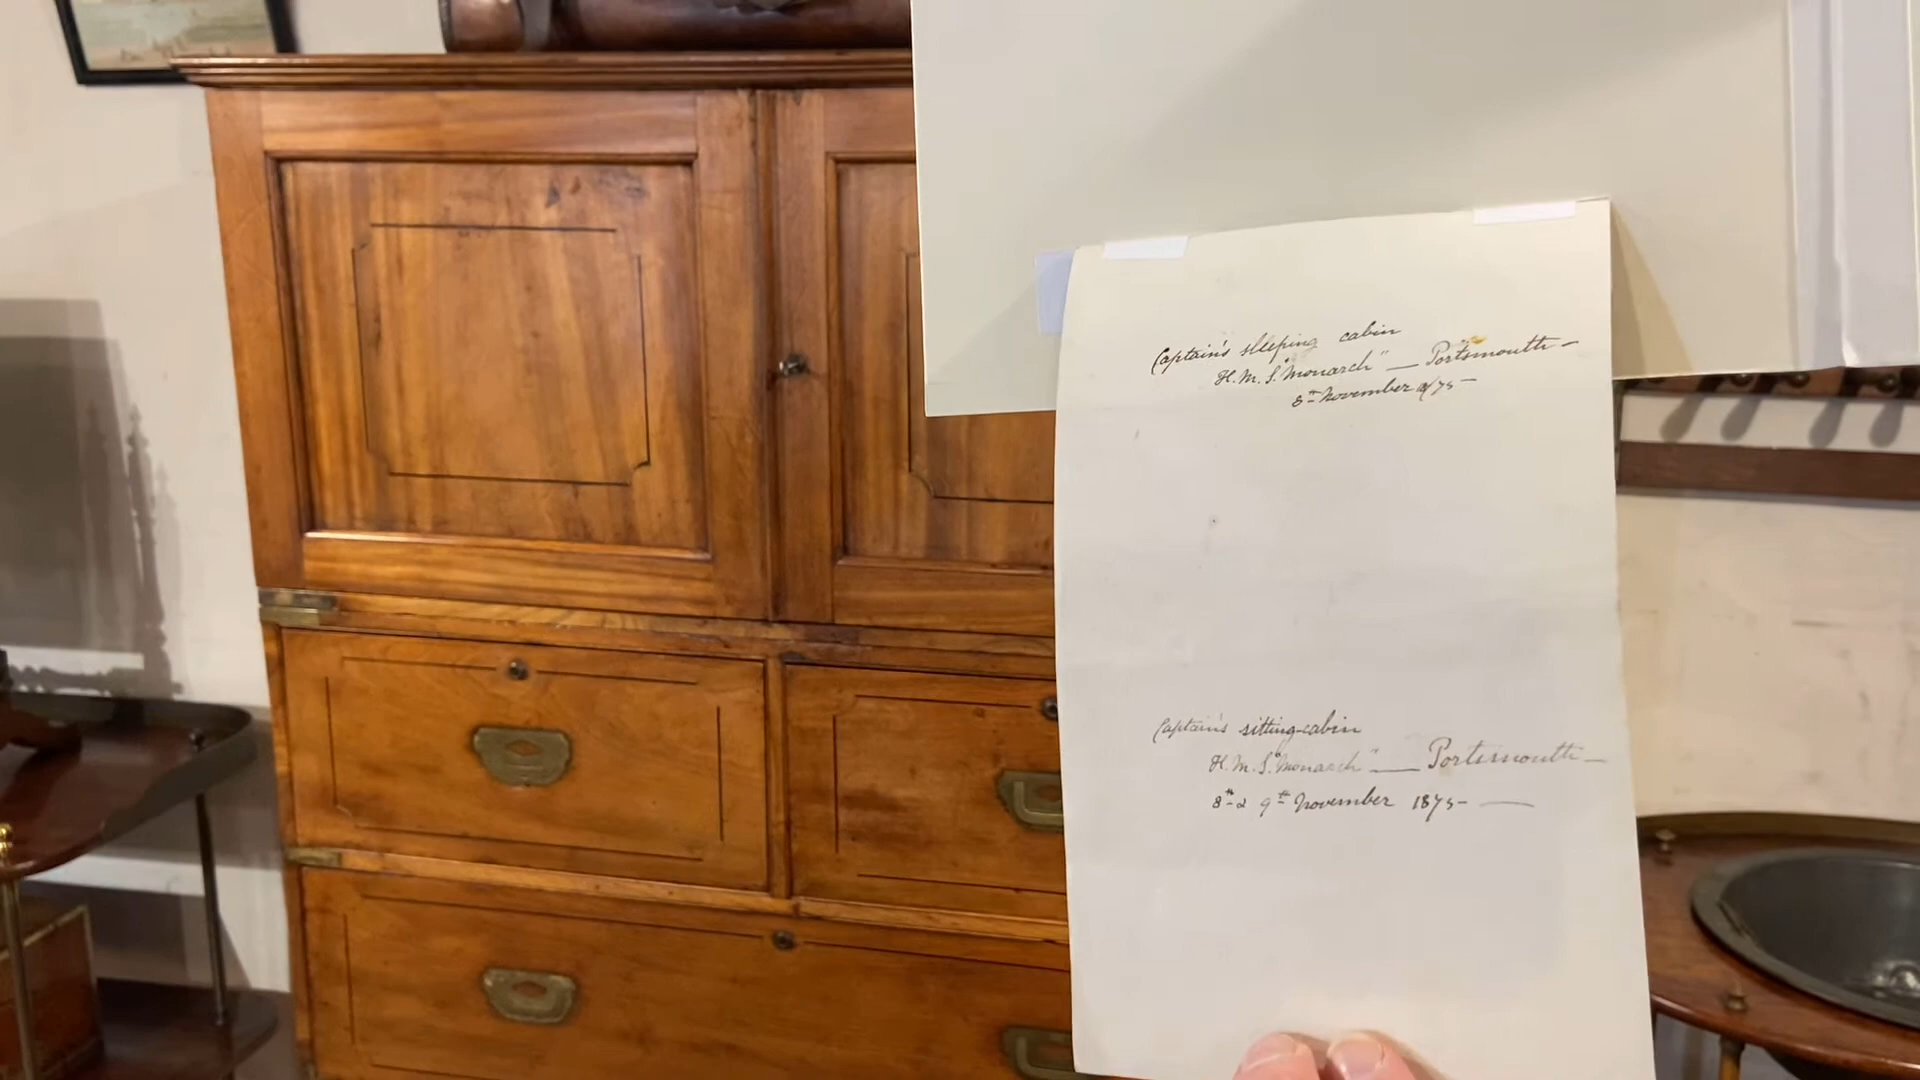 Captain's sleeping cabin
H.M.S. "Monarch" — Portsmouth —
8th November 1875 —
Captain's sitting-cabin
H.M.S. "Monarch" — Portsmouth —
8th & 9th November 1875 — —